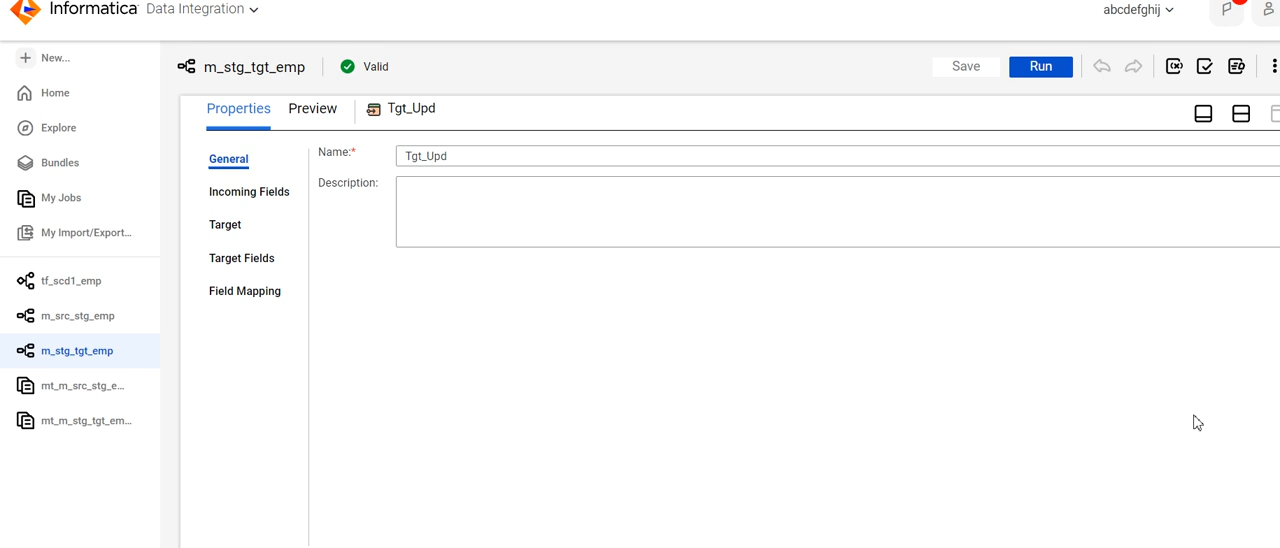 Informatica Data Integration
abcdefghij
New...
Home
Explore
Bundles
My Jobs
My Import/Export...
tf_scd1_emp
m_src_stg_emp
m_stg_tgt_emp
mt_m_src_stg_e...
mt_m_stg_tgt_em...
m_stg_tgt_emp
Valid
Save
Run
Properties
Preview
Tgt_Upd
General
Incoming Fields
Target
Target Fields
Field Mapping
Name:*
Tgt_Upd
Description: